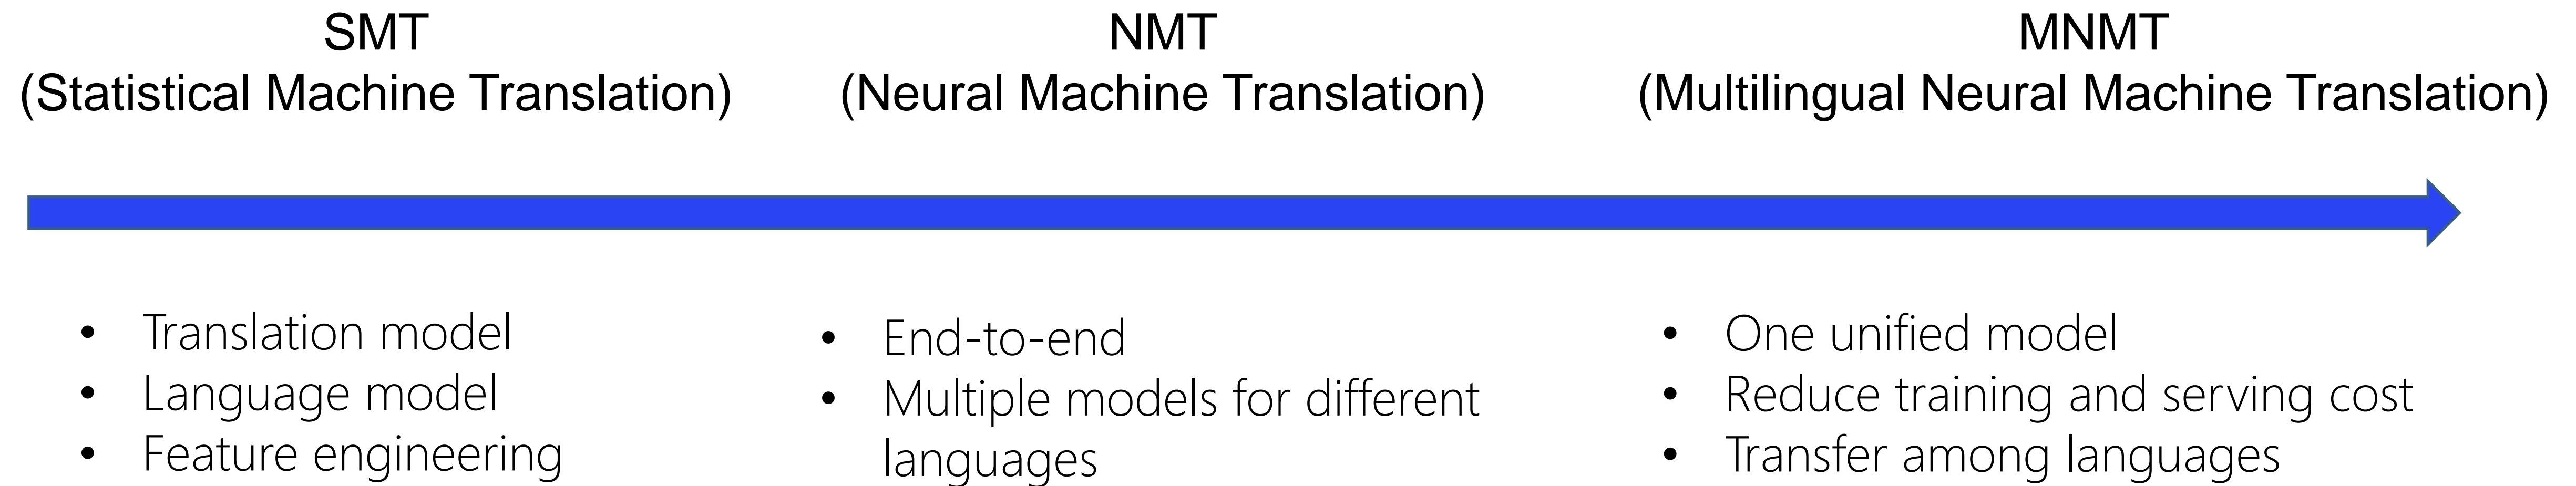 SMT
(Statistical Machine Translation)
NMT
(Neural Machine Translation)
MNMT
(Multilingual Neural Machine Translation)
• Translation model
• Language model
• Feature engineering
• End-to-end
• Multiple models for different
languages
• One unified model
• Reduce training and serving cost
• Transfer among languages